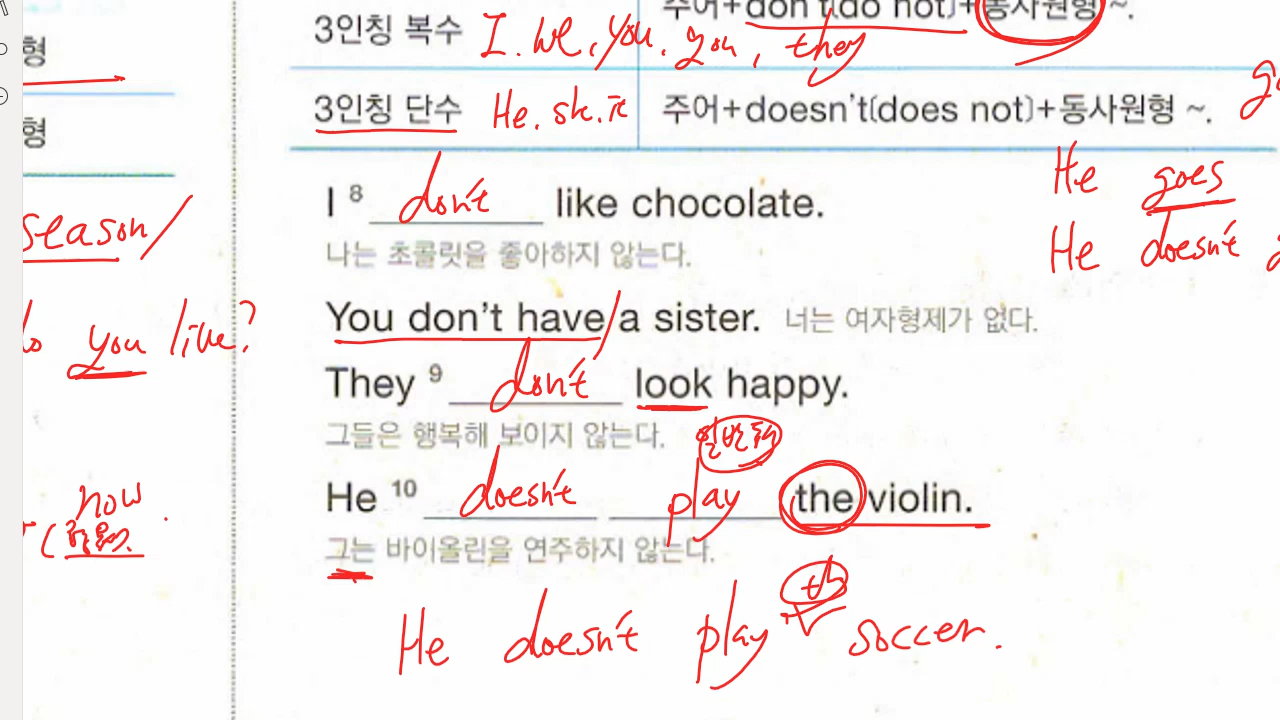 주어+don't(do not)+동사원형 ~.
3인칭 복수 I. we, you. you, they
형
3인칭 단수 He. sh. it 주어+doesn't(does not)+동사원형 ~.
형
He goes
I 8 don't like chocolate.
season/
He doesn't
나는 초콜릿을 좋아하지 않는다.
You don't have/a sister. 너는 여자형제가 없다.
you like?
They 9 don't look happy.
그들은 행복해 보이지 않는다.
He 10 doesn't play the violin.
now
그는 바이올린을 연주하지 않는다.
th
He doesn't play soccer.